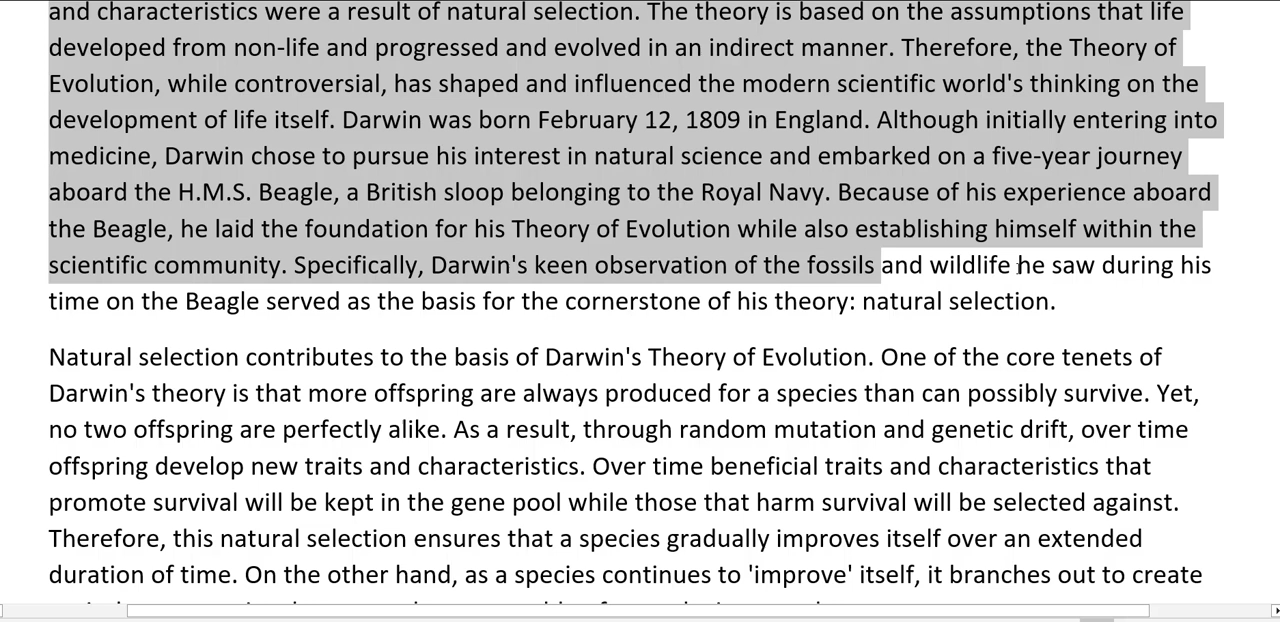 and characteristics were a result of natural selection. The theory is based on the assumptions that life
developed from non-life and progressed and evolved in an indirect manner. Therefore, the Theory of
Evolution, while controversial, has shaped and influenced the modern scientific world's thinking on the
development of life itself. Darwin was born February 12, 1809 in England. Although initially entering into
medicine, Darwin chose to pursue his interest in natural science and embarked on a five-year journey
aboard the H.M.S. Beagle, a British sloop belonging to the Royal Navy. Because of his experience aboard
the Beagle, he laid the foundation for his Theory of Evolution while also establishing himself within the
scientific community. Specifically, Darwin's keen observation of the fossils and wildlife he saw during his
time on the Beagle served as the basis for the cornerstone of his theory: natural selection.
Natural selection contributes to the basis of Darwin's Theory of Evolution. One of the core tenets of
Darwin's theory is that more offspring are always produced for a species than can possibly survive. Yet,
no two offspring are perfectly alike. As a result, through random mutation and genetic drift, over time
offspring develop new traits and characteristics. Over time beneficial traits and characteristics that
promote survival will be kept in the gene pool while those that harm survival will be selected against.
Therefore, this natural selection ensures that a species gradually improves itself over an extended
duration of time. On the other hand, as a species continues to 'improve' itself, it branches out to create